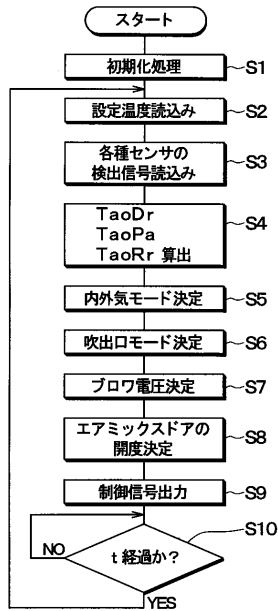 スタート
初期化処理
S1
設定温度読込み
S2
各種センサの
検出信号読込み
S3
TaoDr
TaoPa
TaoRr 算出
S4
内外気モード決定
S5
吹出口モード決定
S6
ブロワ電圧決定
S7
エアミックスドアの
開度決定
S8
制御信号出力
S9
t 経過か?
S10
NO
YES